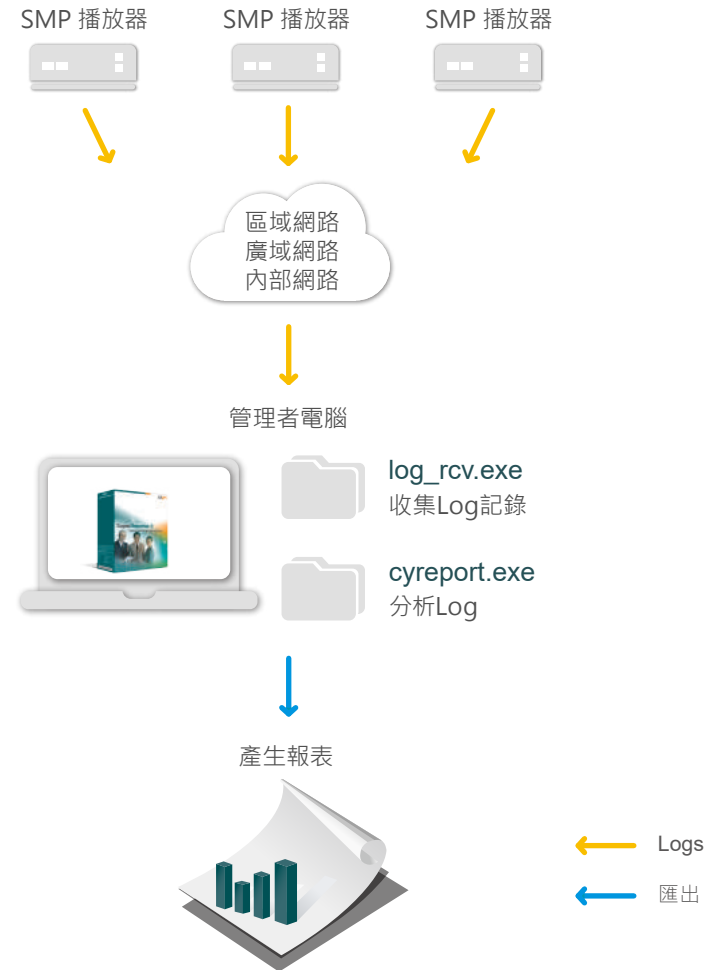 SMP 播放器
SMP 播放器
SMP 播放器
區域網路
廣域網路
內部網路
管理者電腦
log_rcv.exe
收集Log記錄
cyreport.exe
分析Log
產生報表
Logs
匯出